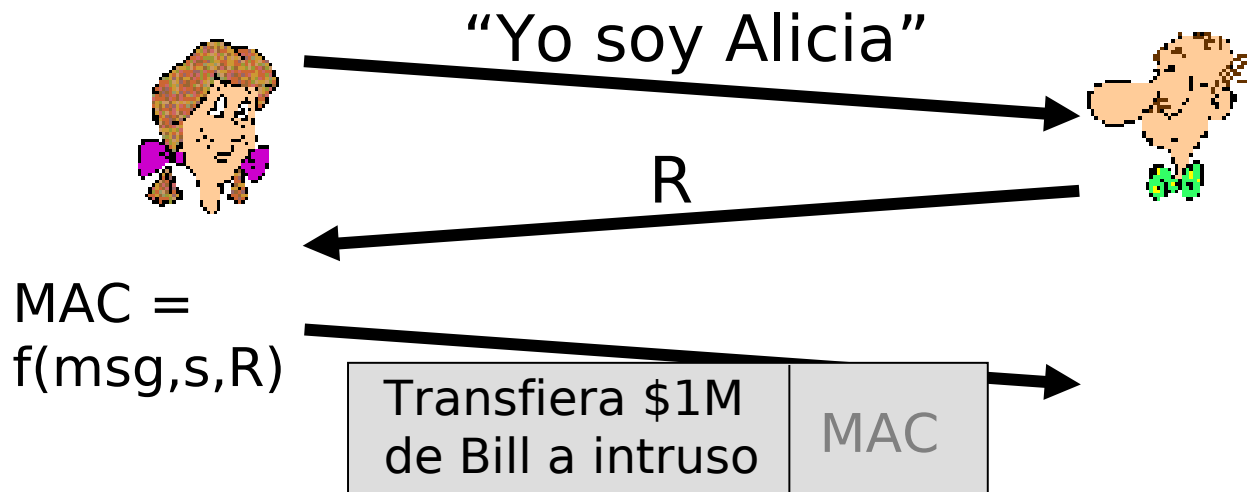 “Yo soy Alicia”
R
MAC =
f(msg,s,R)
Transfiera $1M
de Bill a intruso
MAC